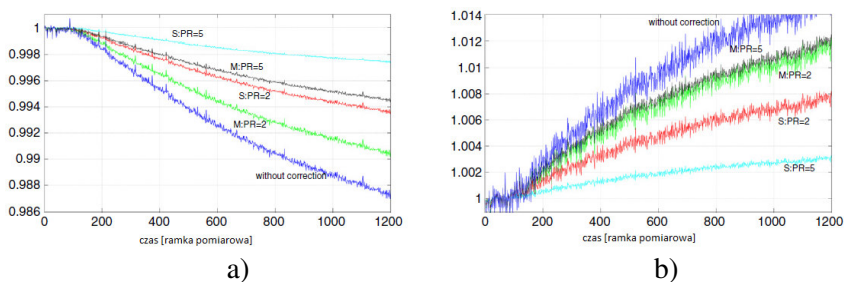 1
0.998
0.996
0.994
0.992
0.99
0.988
0.986
0
200
400
600
800
1000
1200
S:PR=5
M:PR=5
S:PR=2
M:PR=2
without correction
czas [ramka pomiarowa]
a)
1.014
1.012
1.01
1.008
1.006
1.004
1.002
1
0
200
400
600
800
1000
1200
without correction
M:PR=5
M:PR=2
S:PR=2
S:PR=5
czas [ramka pomiarowa]
b)